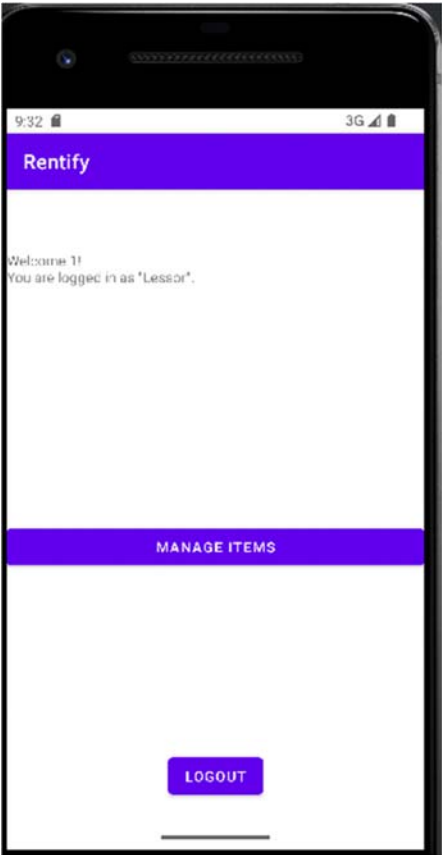 9:32 3G
Rentify
Welcome 1!
You are logged in as "Lessor".
MANAGE ITEMS
LOGOUT